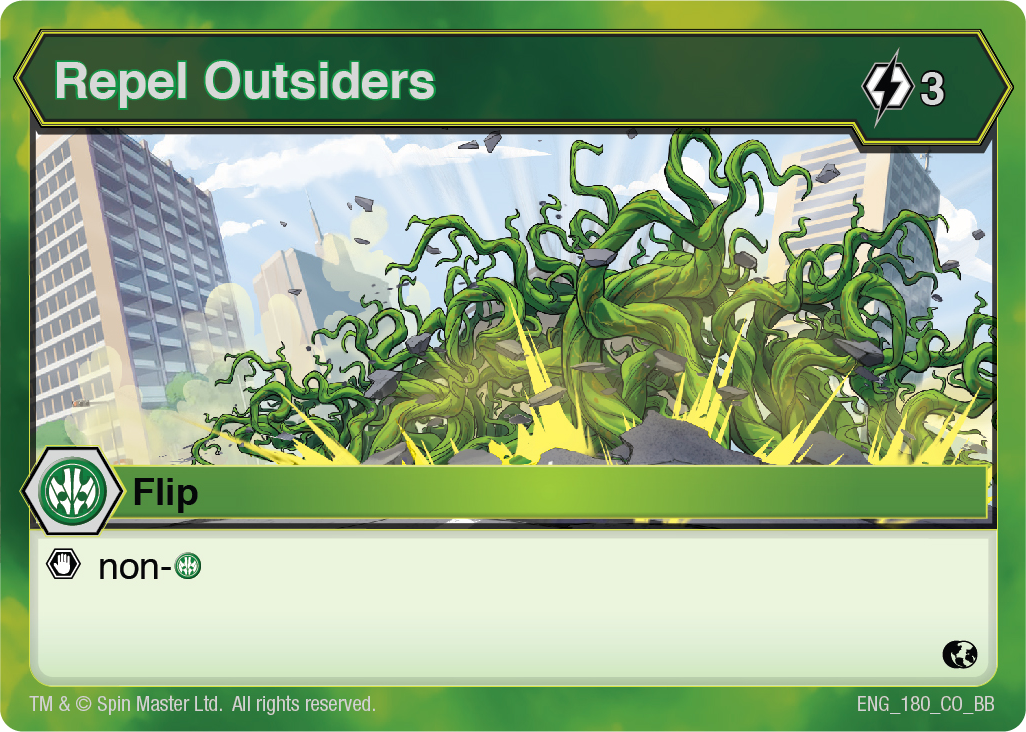 Repel Outsiders
3
Flip
non-
TM & © Spin Master Ltd. All rights reserved.
ENG_180_CO_BB